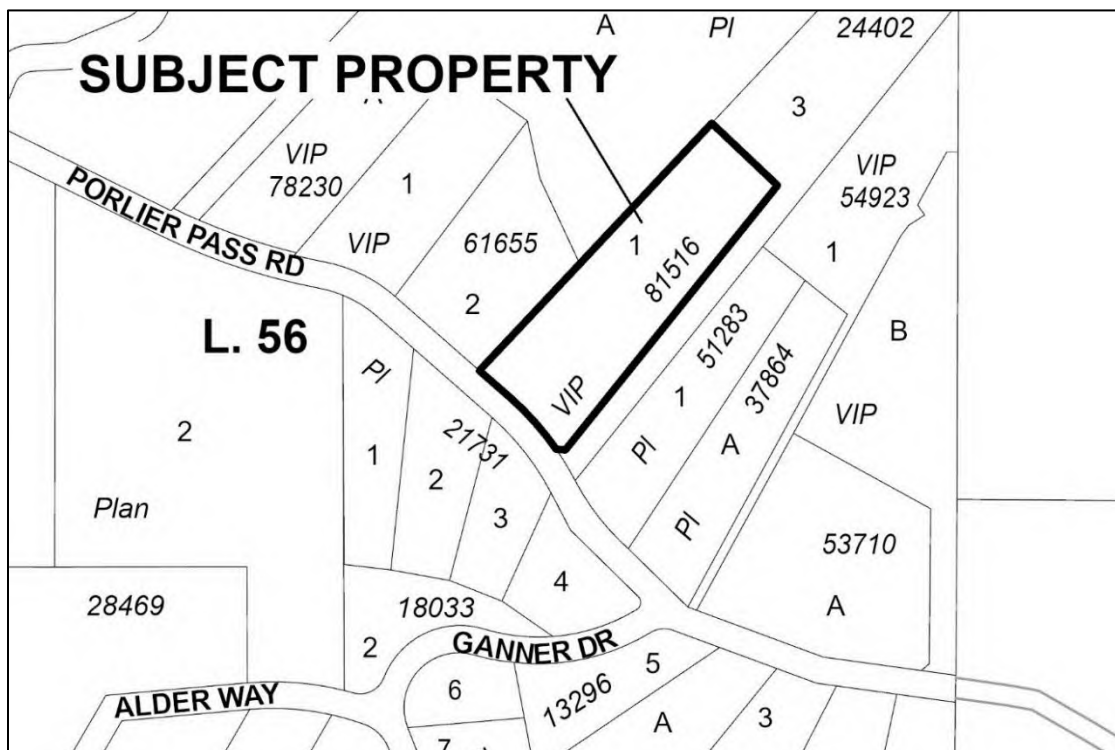 A
Pl
24402
SUBJECT PROPERTY
3
VIP
78230
1
VIP
54923
PORLIER PASS RD
VIP
61655
1
81516
1
2
L. 56
51283
37864
B
Pl
VIP
1
VIP
2
21731
A
1
2
Pl
Plan
3
Pl
53710
4
28469
18033
A
2
GANNER DR
5
6
ALDER WAY
13296
A
3
7